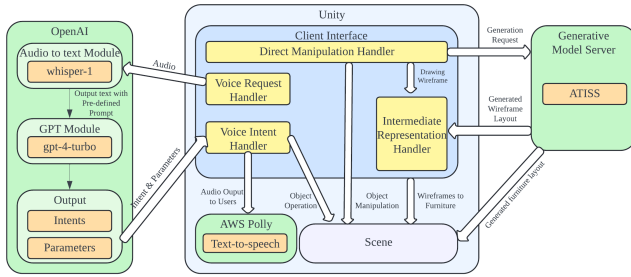 OpenAI
Audio to text Module
whisper-1
Output text with
Pre-defined
Prompt
GPT Module
gpt-4-turbo
Output
Intents
Parameters
Audio
Intent & Parameters
Unity
Client Interface
Direct Manipulation Handler
Voice Request
Handler
Voice Intent
Handler
Drawing
Wireframe
Intermediate
Representation
Handler
Audio Ouput
to Users
Object
Operation
Object
Manipulation
Wireframes to
Furniture
AWS Polly
Text-to-speech
Scene
Generation
Request
Generated
Wireframe
Layout
Generated furniture layout
Generative
Model Server
ATISS